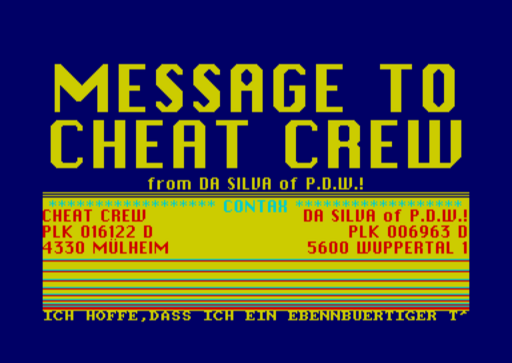 MESSAGE TO
CHEAT CREW
from DA SILVA of P.D.W.!
****************** CONTAX ******************
CHEAT CREW DA SILVA of P.D.W.!
PLK 016122 D PLK 006963 D
4330 MÜLHEIM 5600 WUPPERTAL 1
ICH HOFFE,DASS ICH EIN EBENNBUERTIGER T^